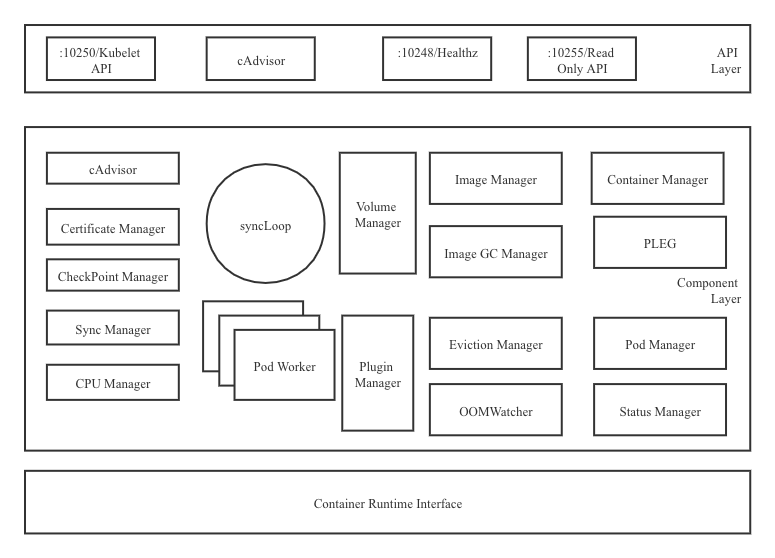 :10250/Kubelet
API
cAdvisor
:10248/Healthz
:10255/Read
Only API
API
Layer
cAdvisor
Certificate Manager
CheckPoint Manager
Sync Manager
CPU Manager
syncLoop
Pod Worker
Volume
Manager
Plugin
Manager
Image Manager
Image GC Manager
Eviction Manager
OOMWatcher
Container Manager
PLEG
Component
Layer
Pod Manager
Status Manager
Container Runtime Interface